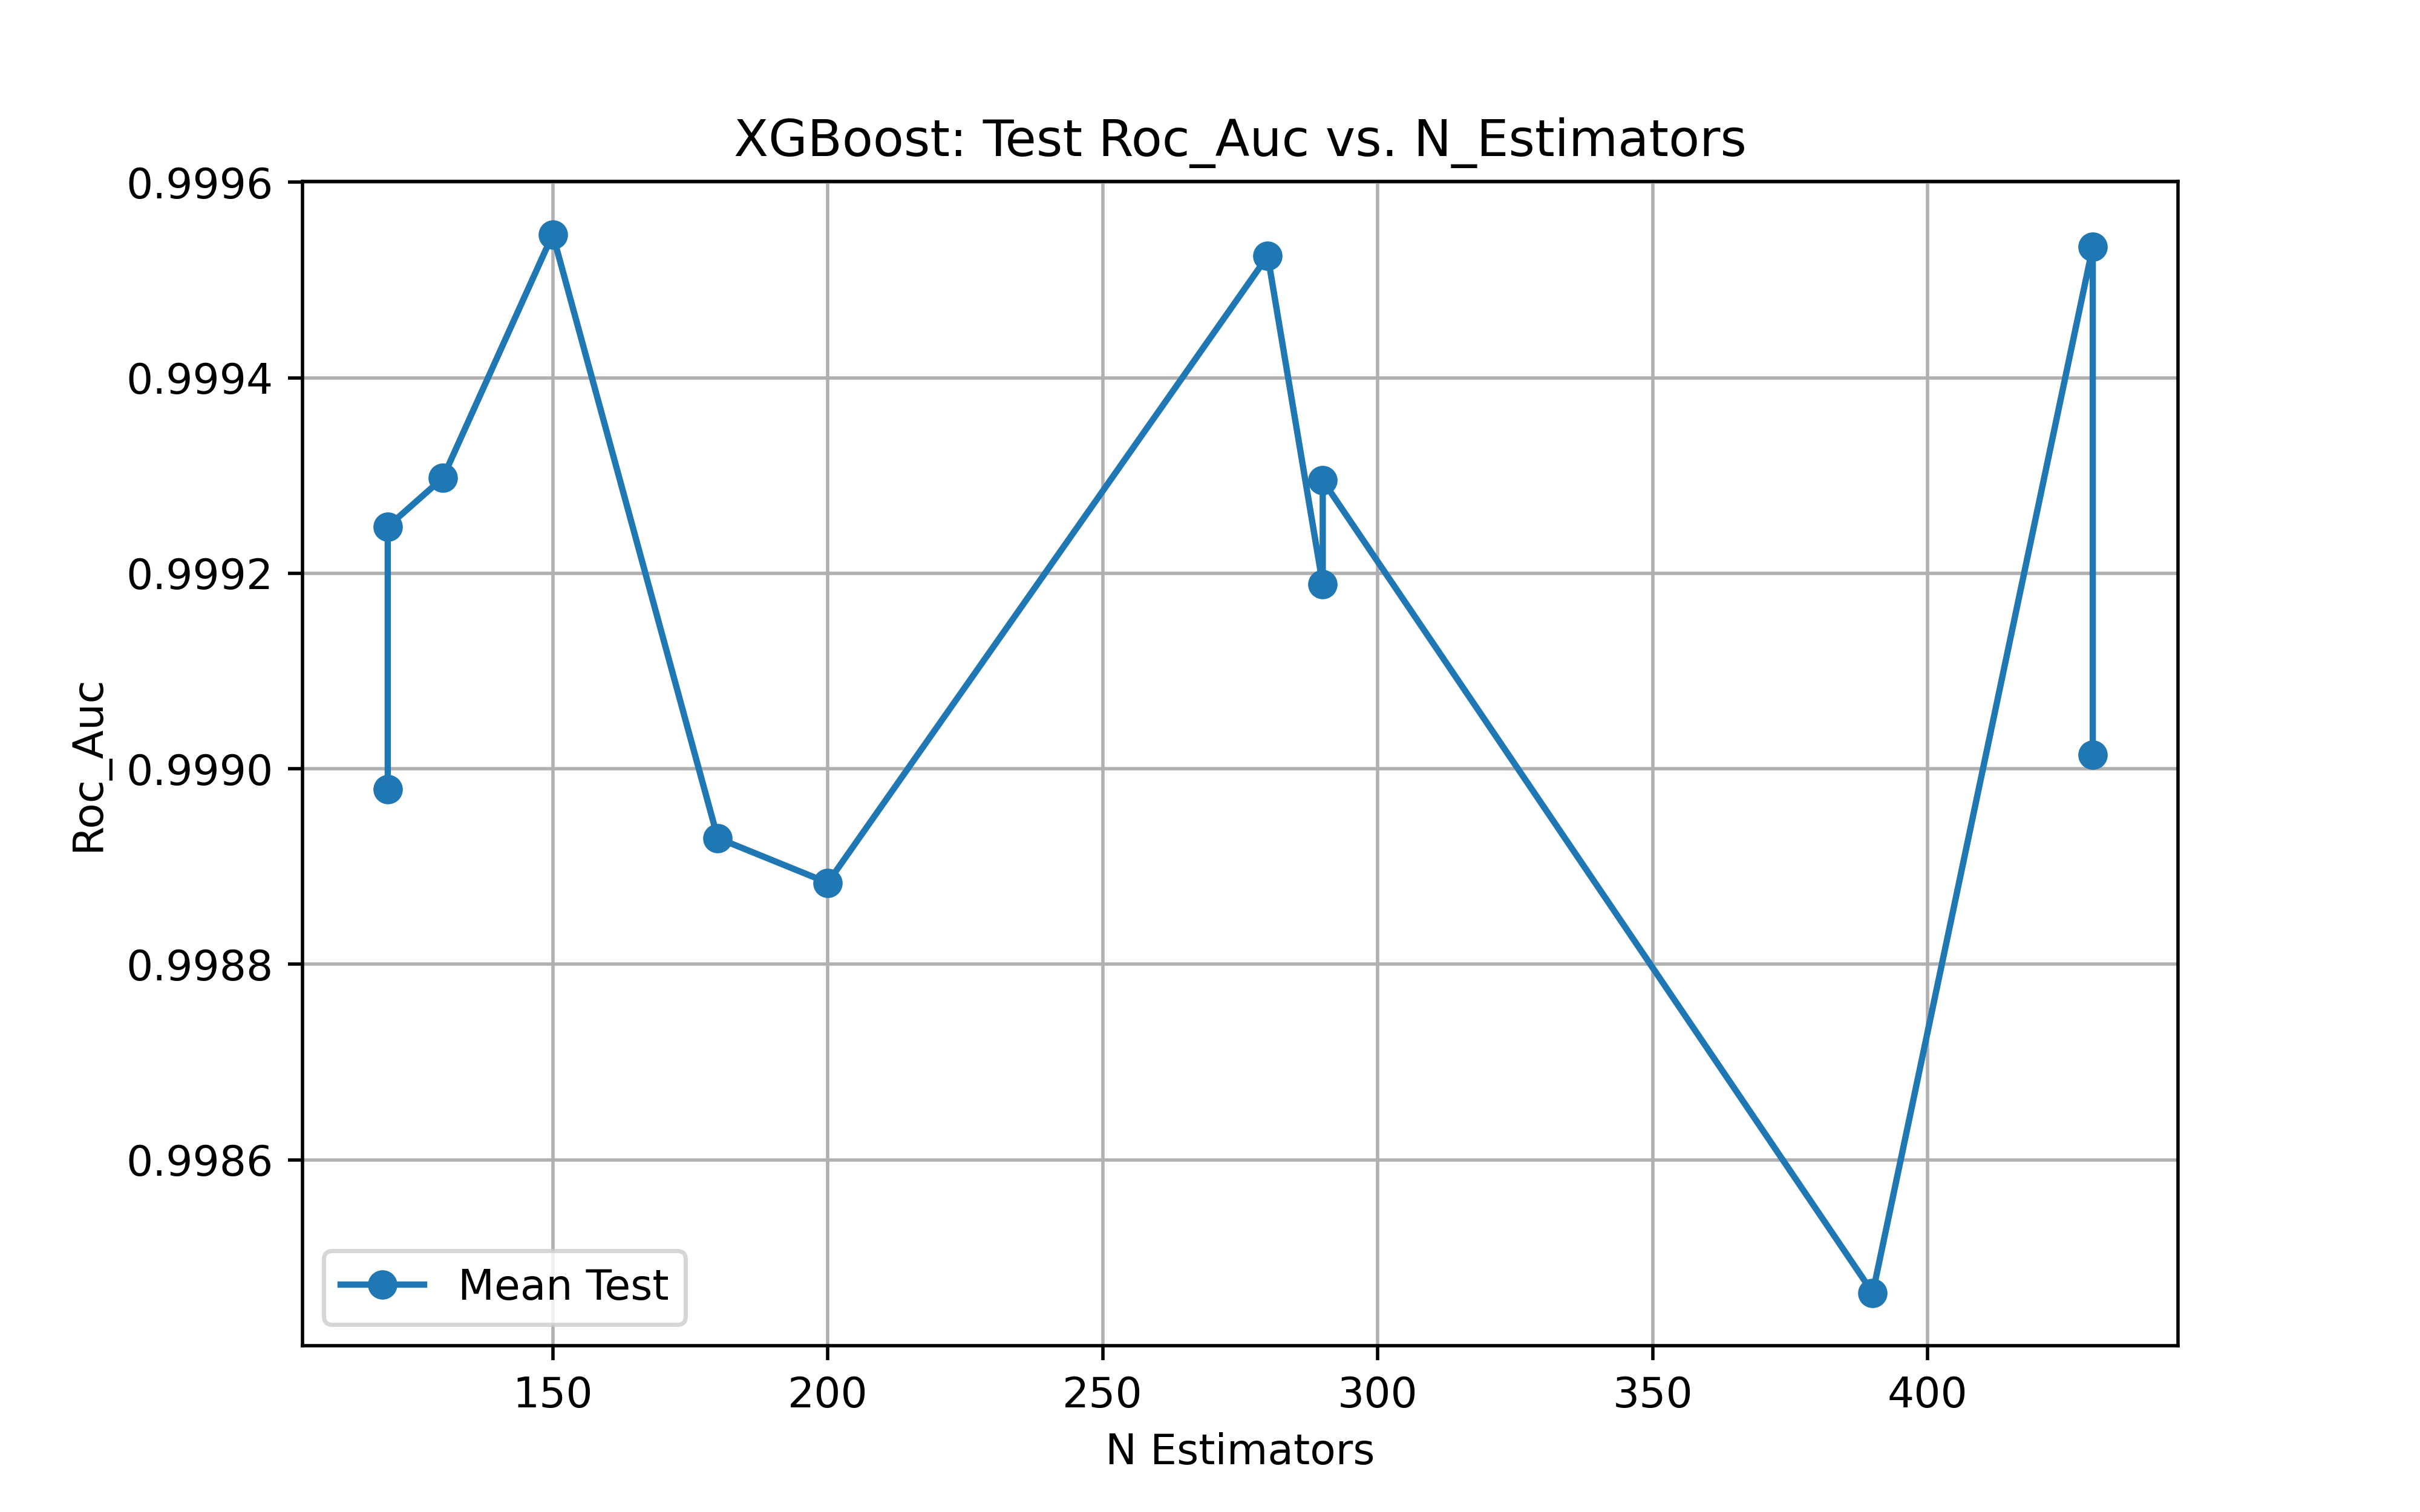 XGBoost: Test Roc_Auc vs. N_Estimators
0.9996
0.9994
0.9992
0.9990
0.9988
0.9986
Roc_Auc
Mean Test
150 200 250 300 350 400
N Estimators